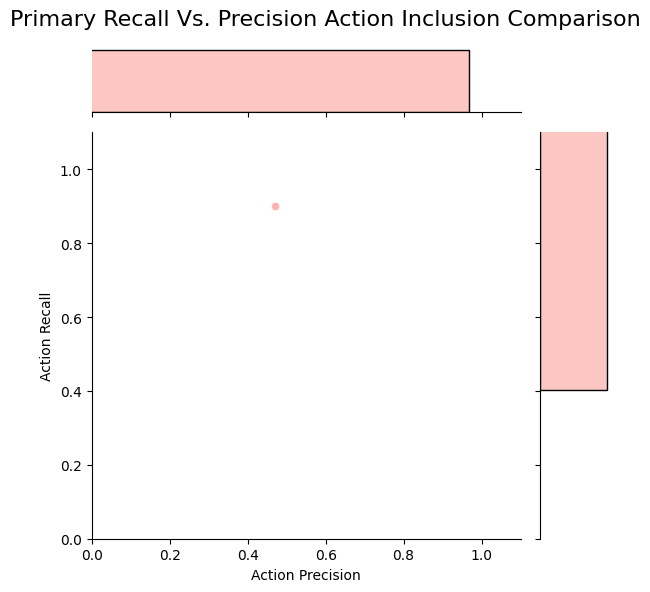 Primary Recall Vs. Precision Action Inclusion Comparison
1.0
0.8
0.6
0.4
0.2
0.0
Action Recall
0.0 0.2 0.4 0.6 0.8 1.0
Action Precision